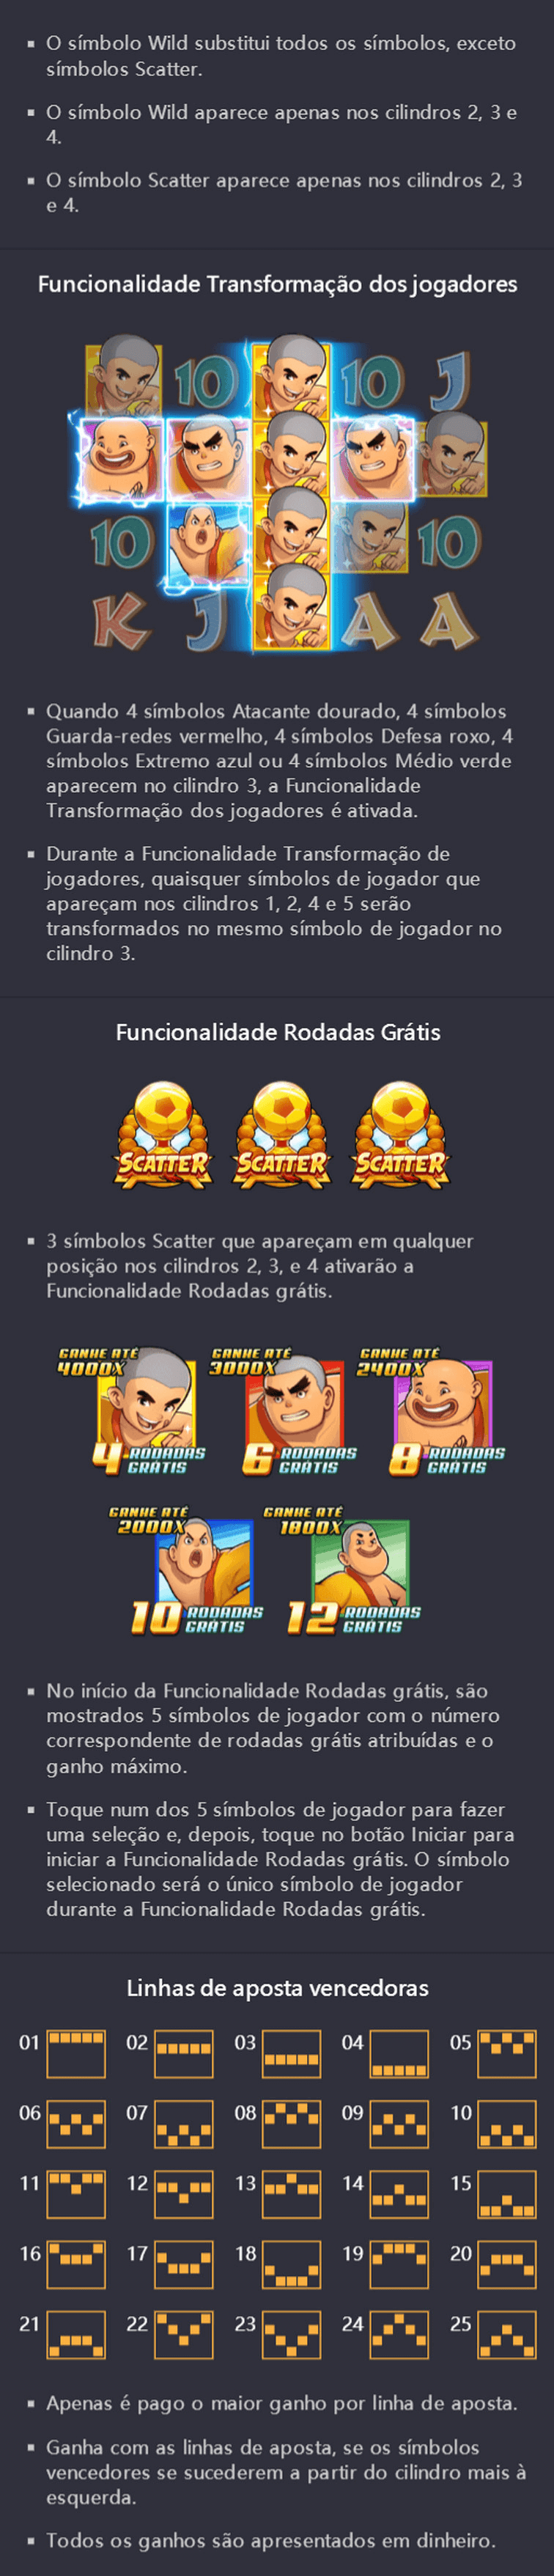 O símbolo Wild substitui todos os símbolos, exceto
símbolos Scatter.
O símbolo Wild aparece apenas nos cilindros 2, 3 e
4.
O símbolo Scatter aparece apenas nos cilindros 2, 3
e 4.
Funcionalidade Transformação dos jogadores
10 10 J
10 10
K J A A
Quando 4 símbolos Atacante dourado, 4 símbolos
Guarda-redes vermelho, 4 símbolos Defesa roxo, 4
símbolos Extremo azul ou 4 símbolos Médio verde
aparecem no cilindro 3, a Funcionalidade
Transformação dos jogadores é ativada.
Durante a Funcionalidade Transformação de
jogadores, quaisquer símbolos de jogador que
apareçam nos cilindros 1, 2, 4 e 5 serão
transformados no mesmo símbolo de jogador no
cilindro 3.
Funcionalidade Rodadas Grátis
SCATTER SCATTER SCATTER
3 símbolos Scatter que apareçam em qualquer
posição nos cilindros 2, 3, e 4 ativarão a
Funcionalidade Rodadas grátis.
GANHE ATÉ 4000X
4 RODADAS GRÁTIS
GANHE ATÉ 3000X
6 RODADAS GRÁTIS
GANHE ATÉ 2400X
8 RODADAS GRÁTIS
GANHE ATÉ 2000X
10 RODADAS GRÁTIS
GANHE ATÉ 1800X
12 RODADAS GRÁTIS
No início da Funcionalidade Rodadas grátis, são
mostrados 5 símbolos de jogador com o número
correspondente de rodadas grátis atribuídas e o
ganho máximo.
Toque num dos 5 símbolos de jogador para fazer
uma seleção e, depois, toque no botão Iniciar para
iniciar a Funcionalidade Rodadas grátis. O símbolo
selecionado será o único símbolo de jogador
durante a Funcionalidade Rodadas grátis.
Linhas de aposta vencedoras
01 02 03 04 05
06 07 08 09 10
11 12 13 14 15
16 17 18 19 20
21 22 23 24 25
Apenas é pago o maior ganho por linha de aposta.
Ganha com as linhas de aposta, se os símbolos
vencedores se sucederem a partir do cilindro mais à
esquerda.
Todos os ganhos são apresentados em dinheiro.